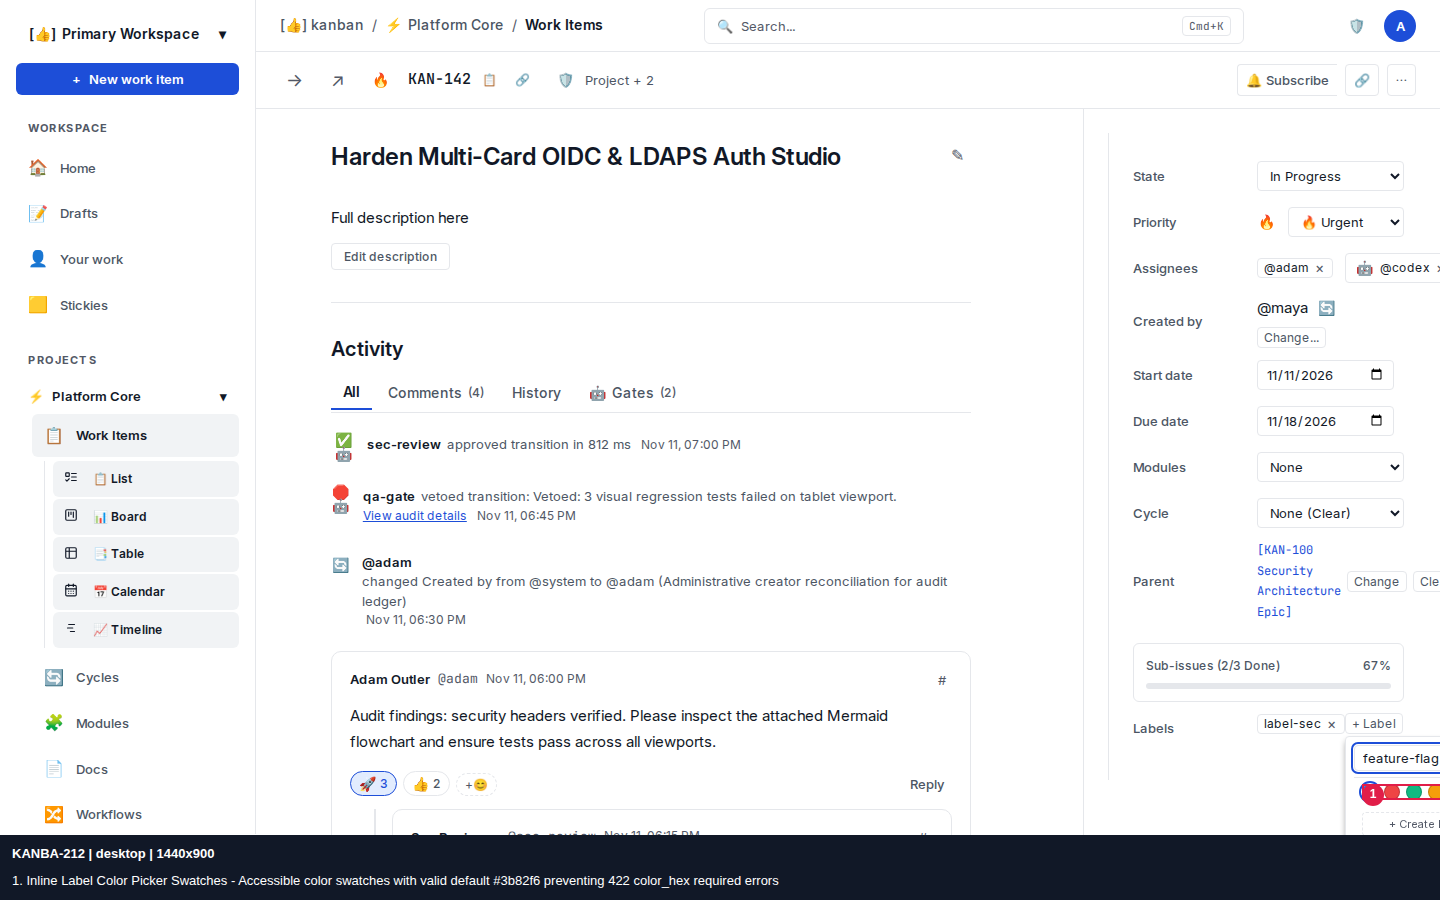 [👍] Primary Workspace ▾
+ New work item
WORKSPACE
🏠 Home
📝 Drafts
👤 Your work
🟨 Stickies
PROJECTS
⚡ Platform Core ▾
📋 Work Items
📋 List
📊 Board
📑 Table
📅 Calendar
📈 Timeline
🔄 Cycles
🧩 Modules
📄 Docs
🔀 Workflows
[👍] kanban / ⚡ Platform Core / Work Items
🔍 Search... Cmd+K
🛡️ A
→ ↗ 🔥 KAN-142 📋 🔗 🛡️ Project + 2
🔔 Subscribe 🔗 ...
Harden Multi-Card OIDC & LDAPS Auth Studio ✎
Full description here
Edit description
Activity
All Comments (4) History 🤖 Gates (2)
✅🤖 sec-review approved transition in 812 ms Nov 11, 07:00 PM
🛑🤖 qa-gate vetoed transition: Vetoed: 3 visual regression tests failed on tablet viewport.
View audit details Nov 11, 06:45 PM
🔄 @adam
changed Created by from @system to @adam (Administrative creator reconciliation for audit
ledger)
Nov 11, 06:30 PM
Adam Outler @adam Nov 11, 06:00 PM #
Audit findings: security headers verified. Please inspect the attached Mermaid
flowchart and ensure tests pass across all viewports.
🚀 3 👍 2 +😊 Reply
State In Progress
Priority 🔥 🔥 Urgent
Assignees @adam × 🤖 @codex ×
Created by @maya 🔄
Change...
Start date 11/11/2026
Due date 11/18/2026
Modules None
Cycle None (Clear)
Parent [KAN-100
Security
Architecture
Epic]
Change Cle
Sub-issues (2/3 Done) 67%
Labels label-sec × + Label
feature-flag
1
+ Create
KANBA-212 | desktop | 1440x900
1. Inline Label Color Picker Swatches - Accessible color swatches with valid default #3b82f6 preventing 422 color_hex required errors